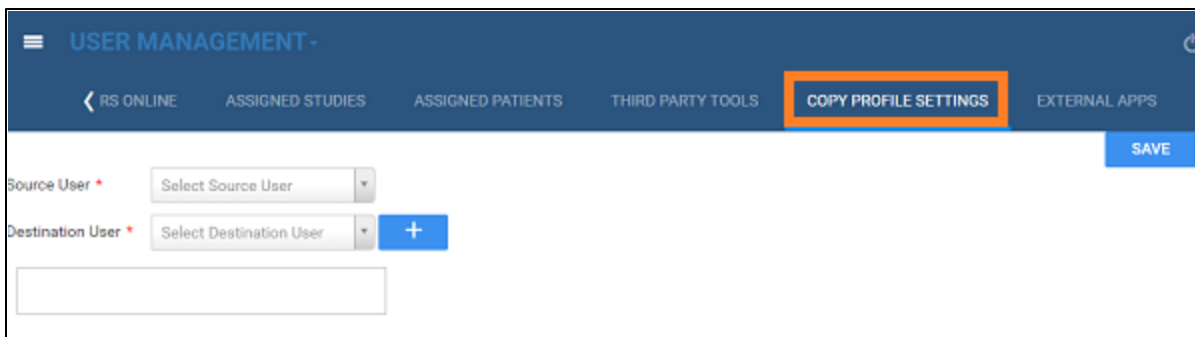 USER MANAGEMENT-
RS ONLINE ASSIGNED STUDIES ASSIGNED PATIENTS THIRD PARTY TOOLS COPY PROFILE SETTINGS EXTERNAL APPS
SAVE
Source User * Select Source User
Destination User * Select Destination User +